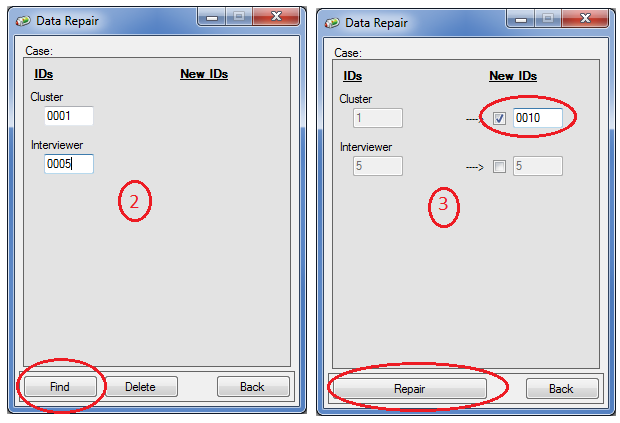 Data Repair
Case:
IDs New IDs
Cluster
0001
Interviewer
0005
2
Find Delete Back
Data Repair
Case:
IDs New IDs
Cluster
1 ----> 0010
Interviewer
5 ----> 5
3
Repair Back